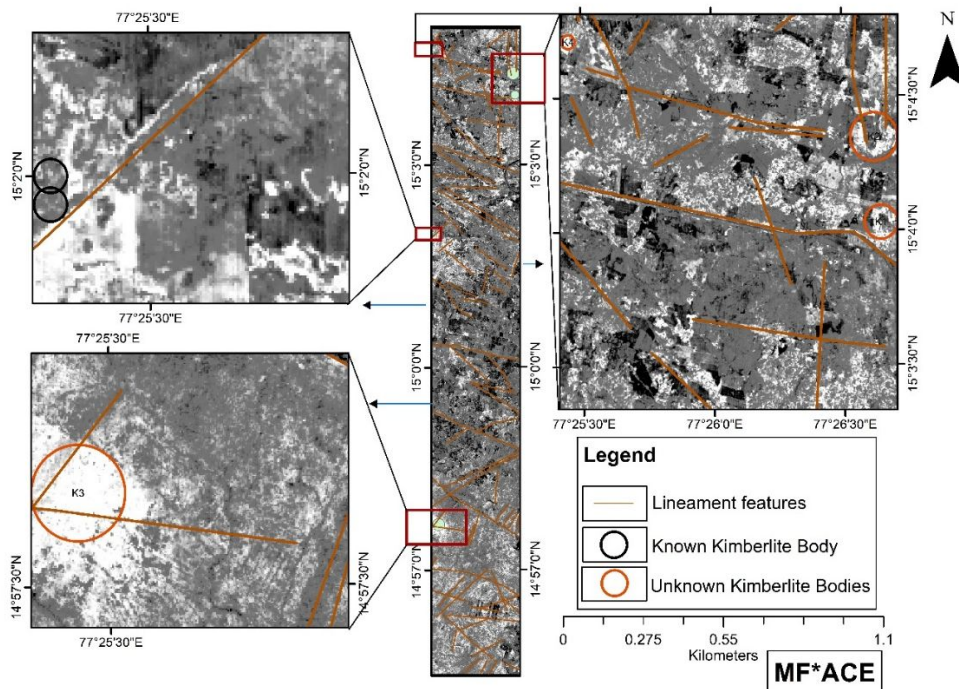 77°25'30"E
15°2'0"N
15°2'0"N
77°25'30"E
77°25'30"E
K3
14°57'30"N
14°57'30"N
77°25'30"E
15°3'0"N
15°3'0"N
15°0'0"N
15°0'0"N
14°57'0"N
14°57'0"N
N
15°4'30"N
15°4'0"N
15°3'30"N
77°25'30"E
77°26'0"E
77°26'30"E
Legend
Lineament features
Known Kimberlite Body
Unknown Kimberlite Bodies
0
0.275
0.55
1.1
Kilometers
MF*ACE